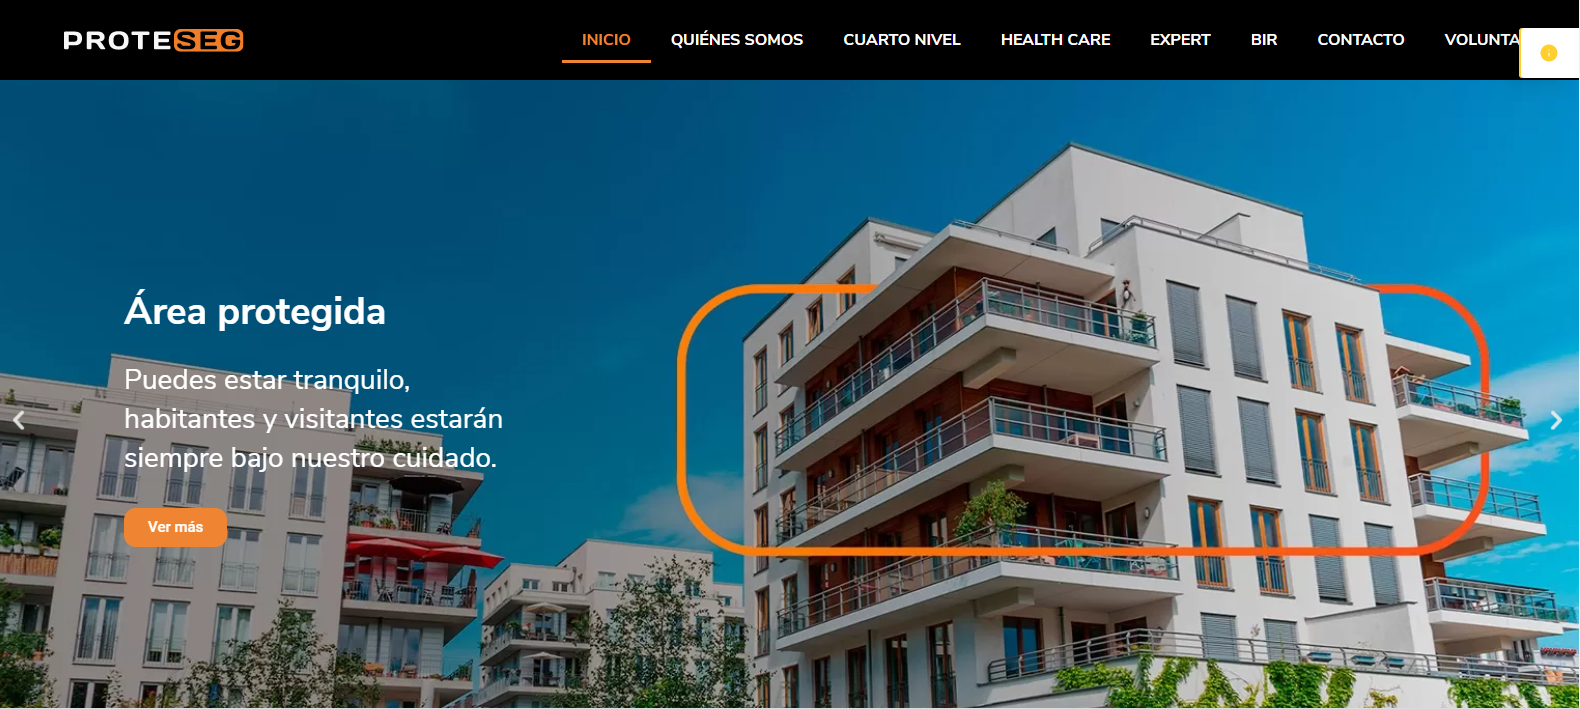 PROTESEG
INICIO
QUIÉNES SOMOS
CUARTO NIVEL
HEALTH CARE
EXPERT
BIR
CONTACTO
Área protegida
Puedes estar tranquilo,
habitantes y visitantes estarán
siempre bajo nuestro cuidado.
Ver más